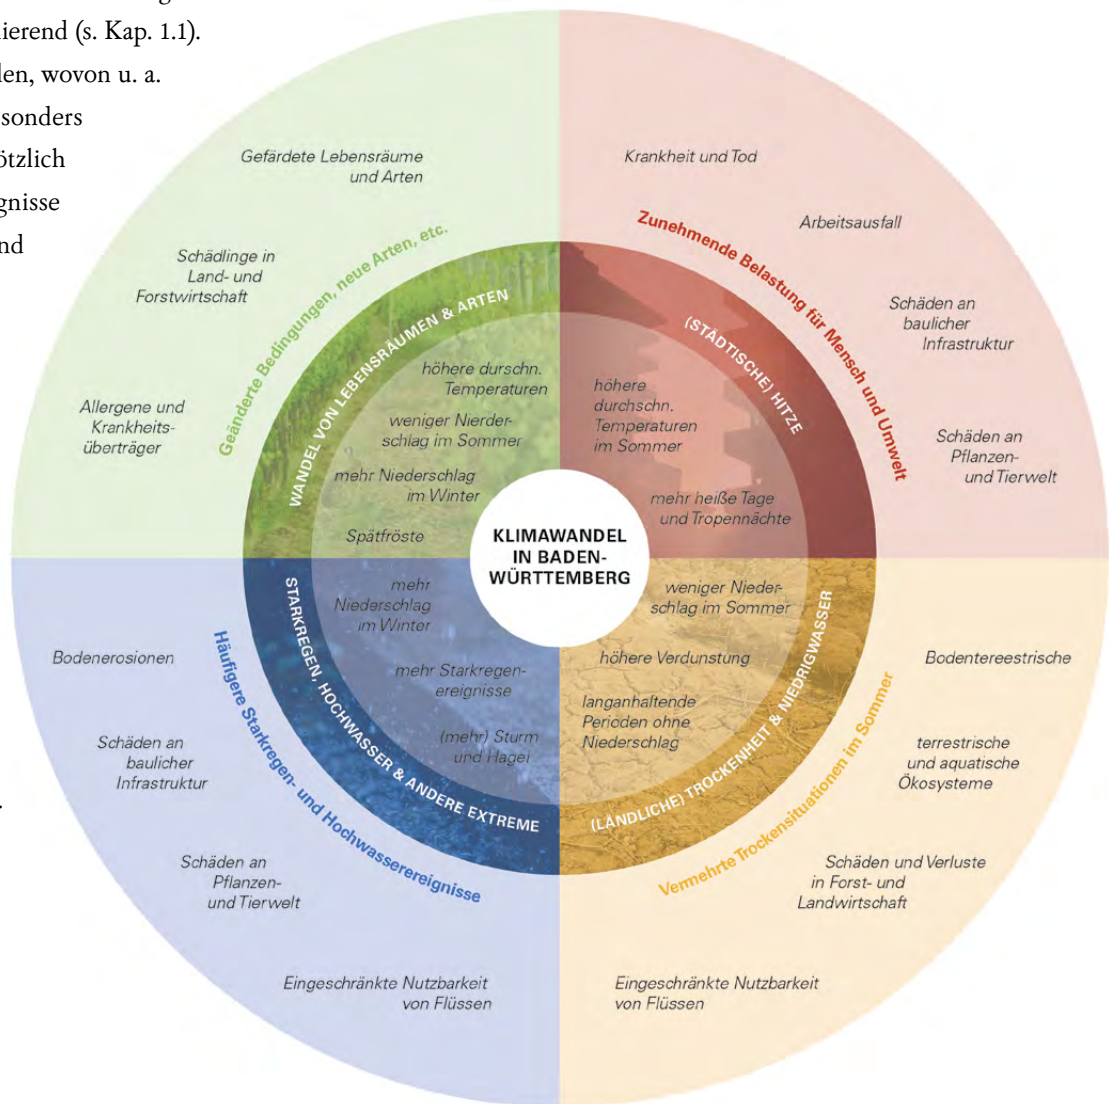 ierend (s. Kap. 1.1).
len, wovon u. a.
sonders
ötzlich
gnisse
nd
Gefärdete Lebensräume
und Arten
Schädlinge in
Land- und
Forstwirtschaft
Allergene und
Krankheits-
überträger
Geänderte Bedingungen, neue Arten, etc.
WANDEL VON LEBENSRÄUMEN & ARTEN
höhere durschn.
Temperaturen
weniger Nierder-
schlag im Sommer
mehr Niederschlag
im Winter
Spätfröste
Krankheit und Tod
Arbeitsausfall
Schäden an
baulicher
Infrastruktur
Schäden an
Pflanzen-
und Tierwelt
Zunehmende Belastung für Mensch und Umwelt
(STÄDTISCHE) HITZE
höhere
durchschn.
Temperaturen
im Sommer
mehr heiße Tage
und Tropennächte
KLIMAWANDEL
IN BADEN-
WÜRTTEMBERG
mehr
Niederschlag
im Winter
mehr Starkregen-
ereignisse
(mehr) Sturm
und Hagel
STARKREGEN, HOCHWASSER & ANDERE EXTREME
Häufigere Starkregen- und Hochwasserereignisse
Bodenerosionen
Schäden an
baulicher
Infrastruktur
Schäden an
Pflanzen-
und Tierwelt
Eingeschränkte Nutzbarkeit
von Flüssen
weniger Nieder-
schlag im Sommer
höhere Verdunstung
langanhaltende
Perioden ohne
Niederschlag
(LÄNDLICHE) TROCKENHEIT & NIEDRIGWASSER
Vermehrte Trockensituationen im Sommer
Bodentereestrische
terrestrische
und aquatische
Ökosysteme
Schäden und Verluste
in Forst- und
Landwirtschaft
Eingeschränkte Nutzbarkeit
von Flüssen